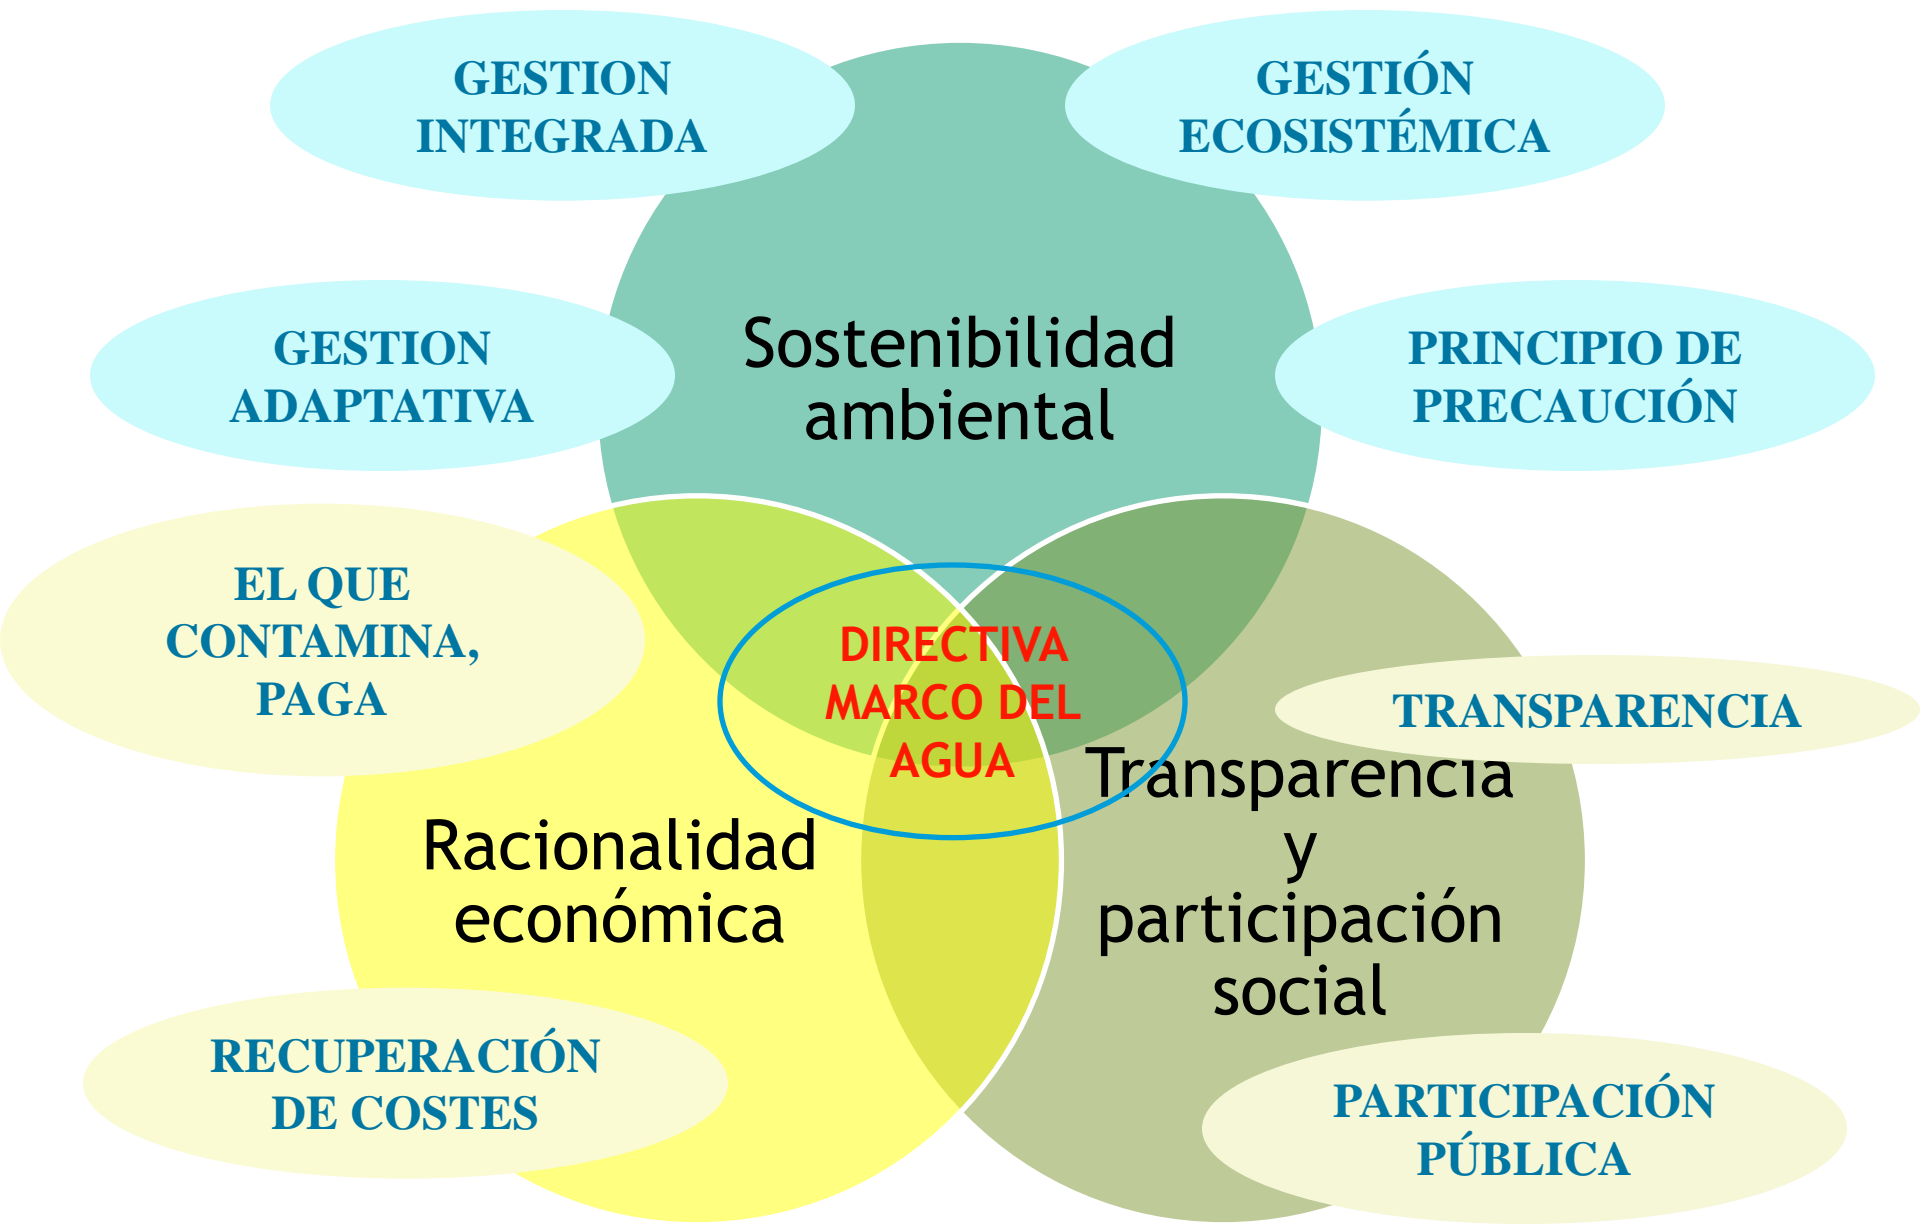 GESTION
INTEGRADA
GESTIÓN
ECOSISTÉMICA
Sostenibilidad
ambiental
GESTION
ADAPTATIVA
PRINCIPIO DE
PRECAUCIÓN
EL QUE
CONTAMINA,
PAGA
DIRECTIVA
MARCO DEL
AGUA
TRANSPARENCIA
Transparencia
y
participación
social
Racionalidad
económica
RECUPERACIÓN
DE COSTES
PARTICIPACIÓN
PÚBLICA